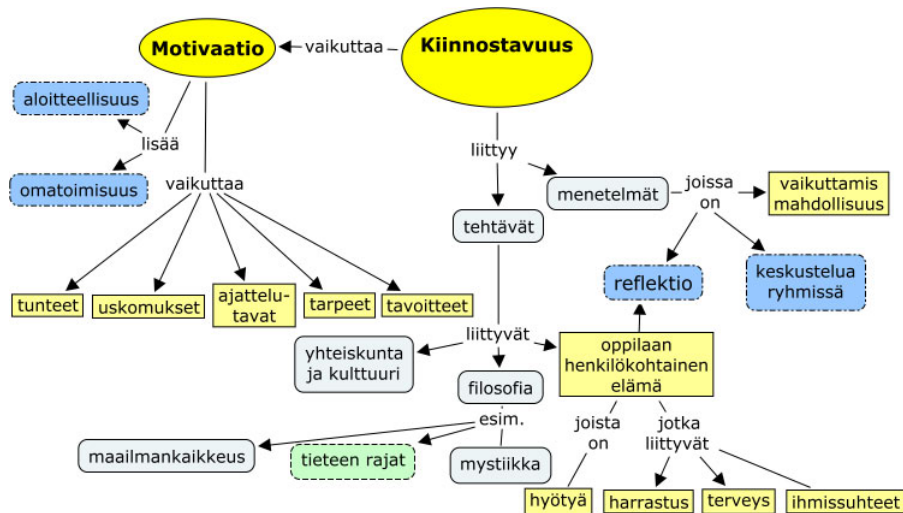 Motivaatio
vaikuttaa
Kiinnostavuus
aloitteellisuus
lisää
omatoimisuus
vaikuttaa
liittyy
menetelmät
joissa
on
vaikuttamis
mahdollisuus
tehtävät
reflektio
keskustelua
ryhmissä
tunteet
uskomukset
ajattelu-
tavat
tarpeet
tavoitteet
liittyvät
yhteiskunta
ja kulttuuri
filosofia
oppilaan
henkilökohtainen
elämä
esim.
maailmankaikkeus
tieteen rajat
mystiikka
joista
on
jotka
liittyvät
hyötyä
harrastus
terveys
ihmissuhteet